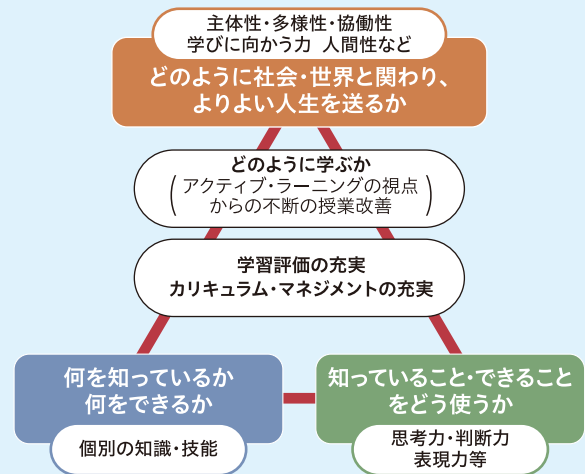 主体性・多様性・協働性
学びに向かう力 人間性など
どのように社会・世界と関わり、
よりよい人生を送るか
どのように学ぶか
(アクティブ・ラーニングの視点
からの不断の授業改善)
学習評価の充実
カリキュラム・マネジメントの充実
何を知っているか
何をできるか
個別の知識・技能
知っていること・できること
をどう使うか
思考力・判断力
表現力等